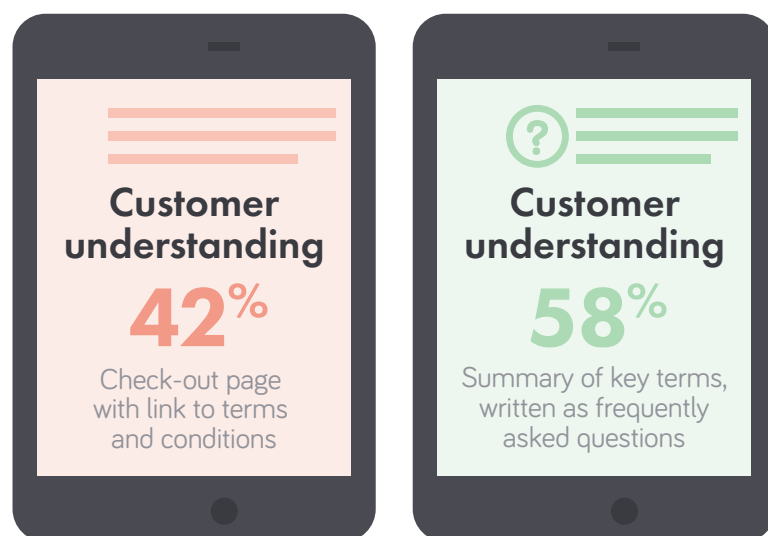 Customer
understanding
42%
Check-out page
with link to terms
and conditions
?
Customer
understanding
58%
Summary of key terms,
written as frequently
asked questions